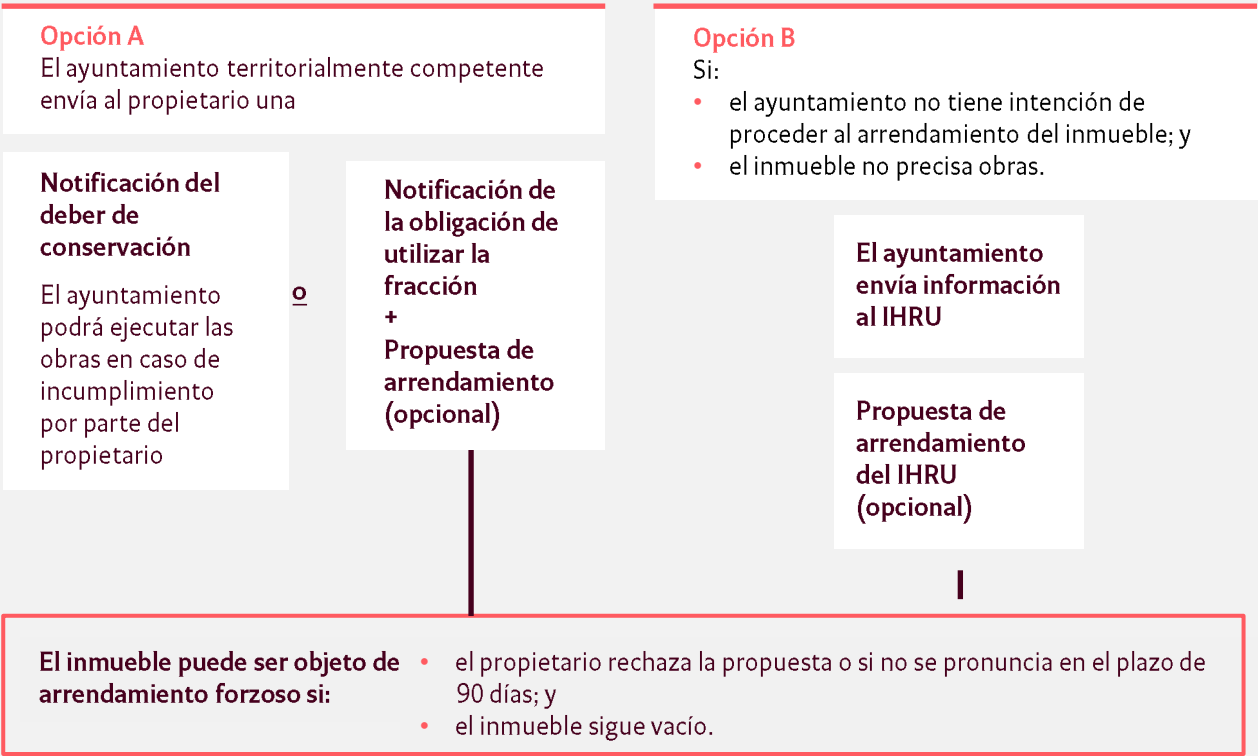 Opción A
El ayuntamiento territorialmente competente
envía al propietario una
Notificación del
deber de
conservación
El ayuntamiento
podrá ejecutar las
obras en caso de
incumplimiento
por parte del
propietario
o
Notificación de
la obligación de
utilizar la
fracción
+
Propuesta de
arrendamiento
(opcional)
Opción B
Si:
• el ayuntamiento no tiene intención de
proceder al arrendamiento del inmueble; y
• el inmueble no precisa obras.
El ayuntamiento
envía información
al IHRU
Propuesta de
arrendamiento
del IHRU
(opcional)
El inmueble puede ser objeto de
arrendamiento forzoso si:
• el propietario rechaza la propuesta o si no se pronuncia en el plazo de
90 días; y
• el inmueble sigue vacío.